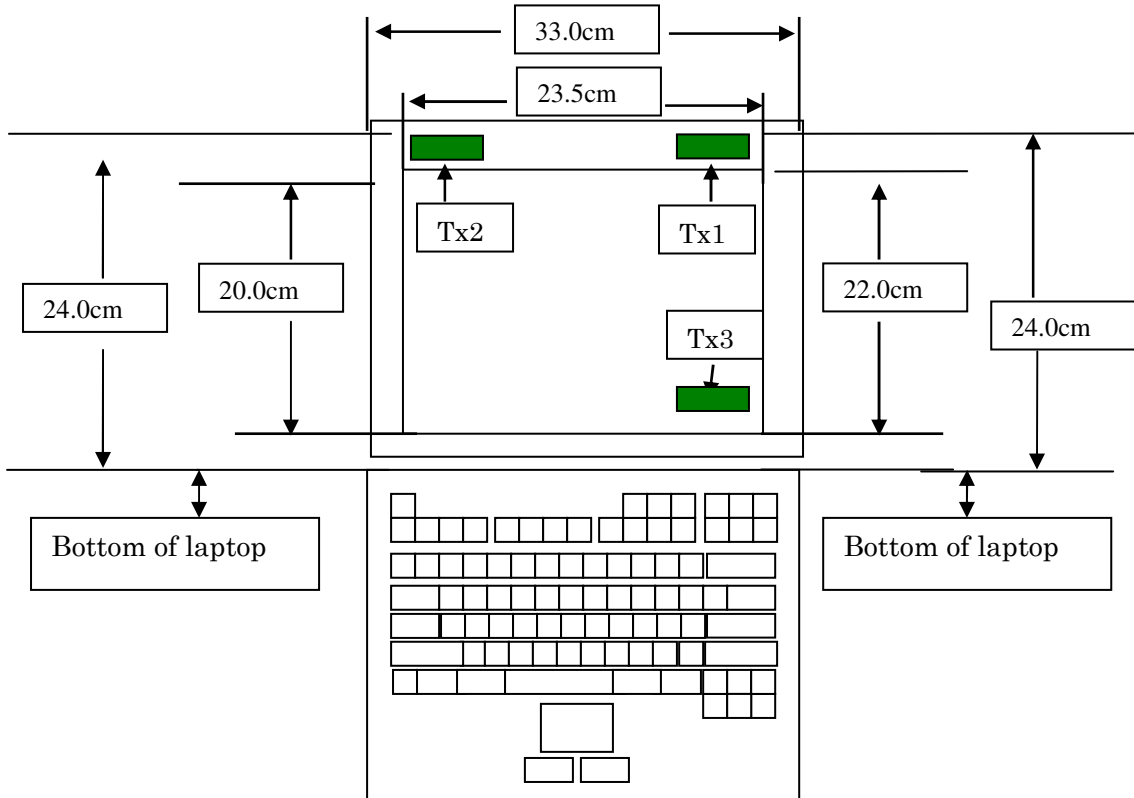 33.0cm
23.5cm
Tx2
Tx1
20.0cm
22.0cm
24.0cm
24.0cm
Tx3
Bottom of laptop
Bottom of laptop